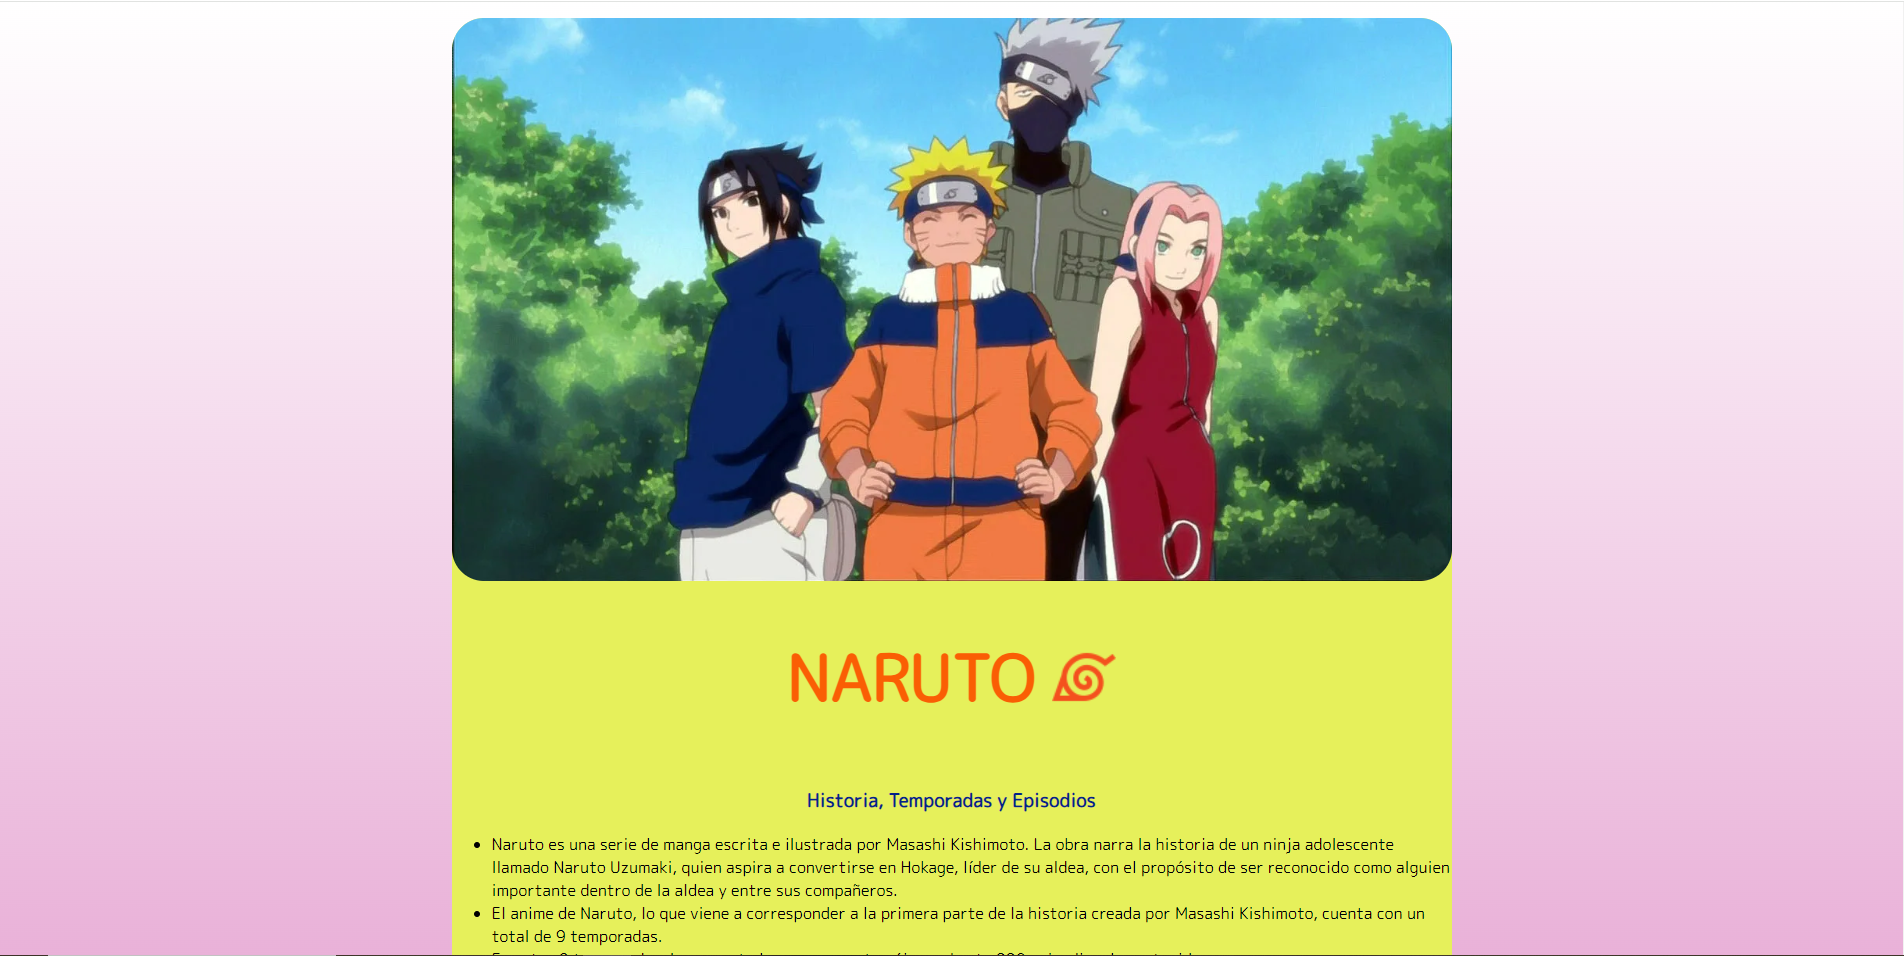 NARUTO
Historia, Temporadas y Episodios
Naruto es una serie de manga escrita e ilustrada por Masashi Kishimoto. La obra narra la historia de un ninja adolescente
llamado Naruto Uzumaki, quien aspira a convertirse en Hokage, líder de su aldea, con el propósito de ser reconocido como alguien
importante dentro de la aldea y entre sus compañeros.
El anime de Naruto, lo que viene a corresponder a la primera parte de la historia creada por Masashi Kishimoto, cuenta con un
total de 9 temporadas.